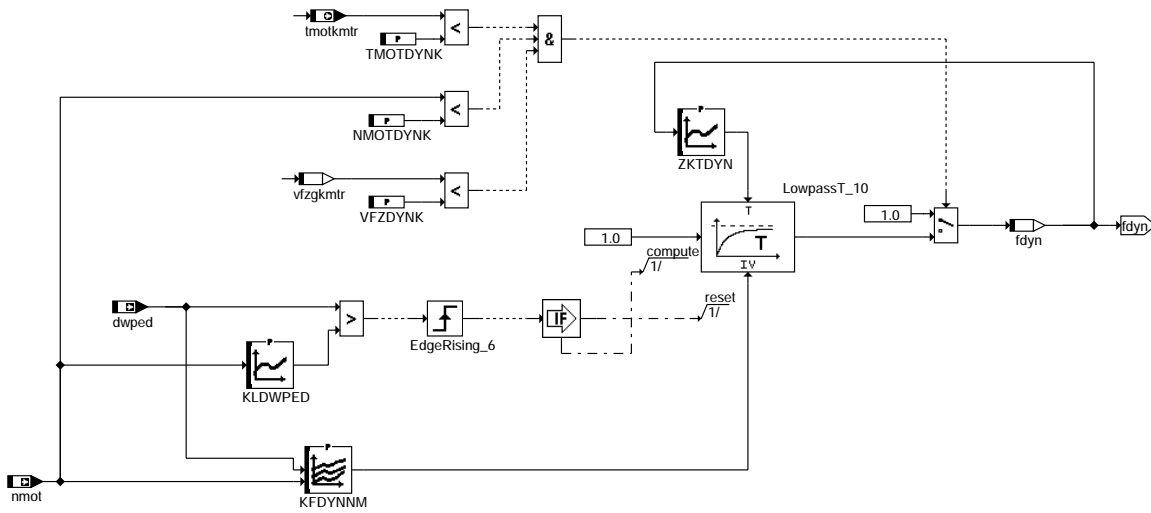 tmotkmtr
<
P
TMOTDYNK
&
<
P
NMOTDYNK
P
ZKTDYN
vfzgkmtr
<
P
VFZDYNK
LowpassT_10
T
T
IV
1.0
1.0
fdyn
fdyn
compute
1/
reset
1/
dwped
>
EdgeRising_6
IF
P
KLDWPED
P
KFDYNNM
nmot